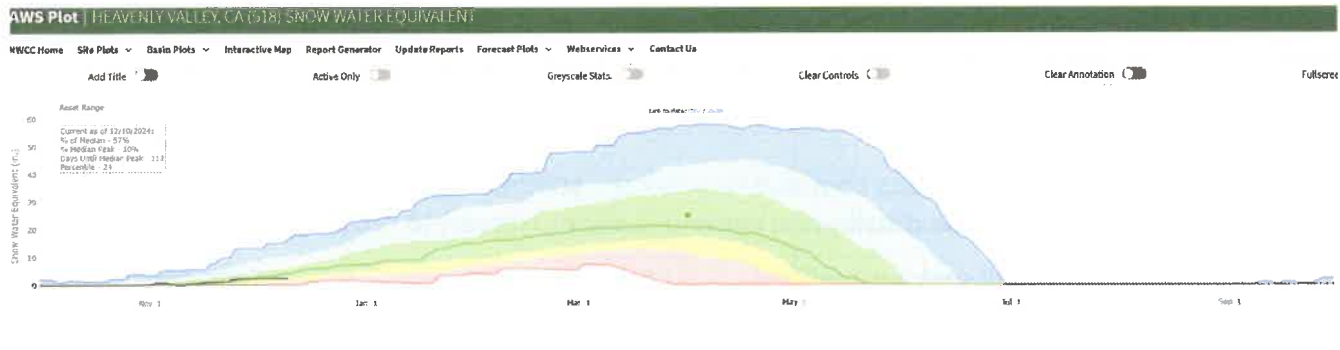 AWS Plot | HEAVENLY VALLEY, CA (518) SNOW WATER EQUIVALENT
NWCC Home Site Plots Basin Plots Interactive Map Report Generator Update Reports Forecast Plots Webservices Contact Us
Add Title Active Only Greyscale Stats. Clear Controls Clear Annotation Fullscree
Reset Range
Current as of 12/10/2024:
% of Median - 57%
% Median Peak - 10%
Days Until Median Peak
Percentile - 24
Snow Water Equivalent (in.)
60
50
40
30
20
10
0
Nov 1 Jan 1 Mar 1 May 1 Jul 1 Sep 1